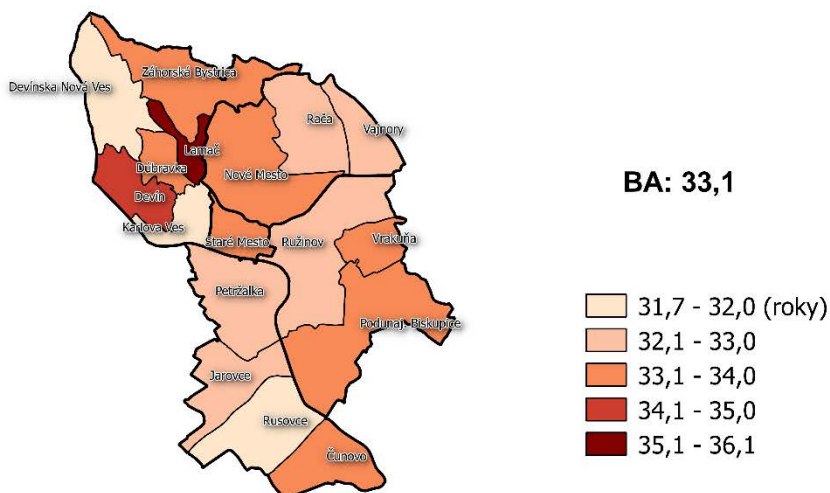 Záhorská Bystrica
Devínska Nová Ves
Rača
Vajnory
Lamač
Dúbravka
Nové Mesto
Devín
Karlova Ves
Staré Mesto
Ružinov
Vrakuňa
Petržalka
Podunaj. Biskupice
Jarovce
Rusovce
Čunovo
BA: 33,1
31,7 - 32,0 (roky)
32,1 - 33,0
33,1 - 34,0
34,1 - 35,0
35,1 - 36,1